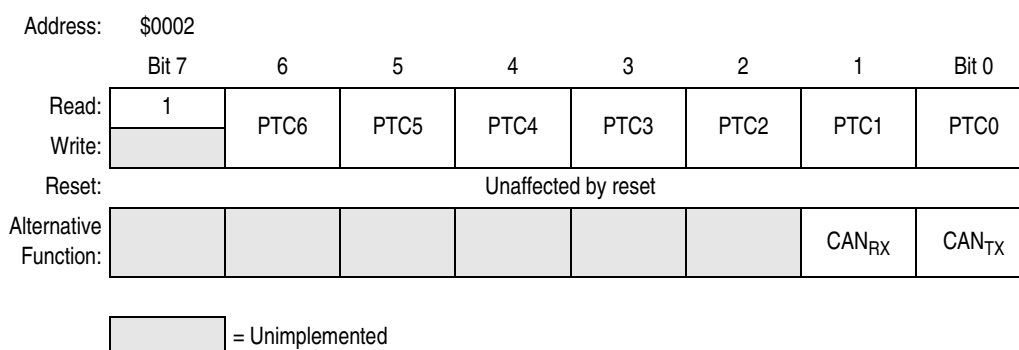 Address: $0002
Bit 7 6 5 4 3 2 1 Bit 0
Read: 1 PTC6 PTC5 PTC4 PTC3 PTC2 PTC1 PTC0
Write:
Reset: Unaffected by reset
Alternative
Function: CANRX CANTX
= Unimplemented